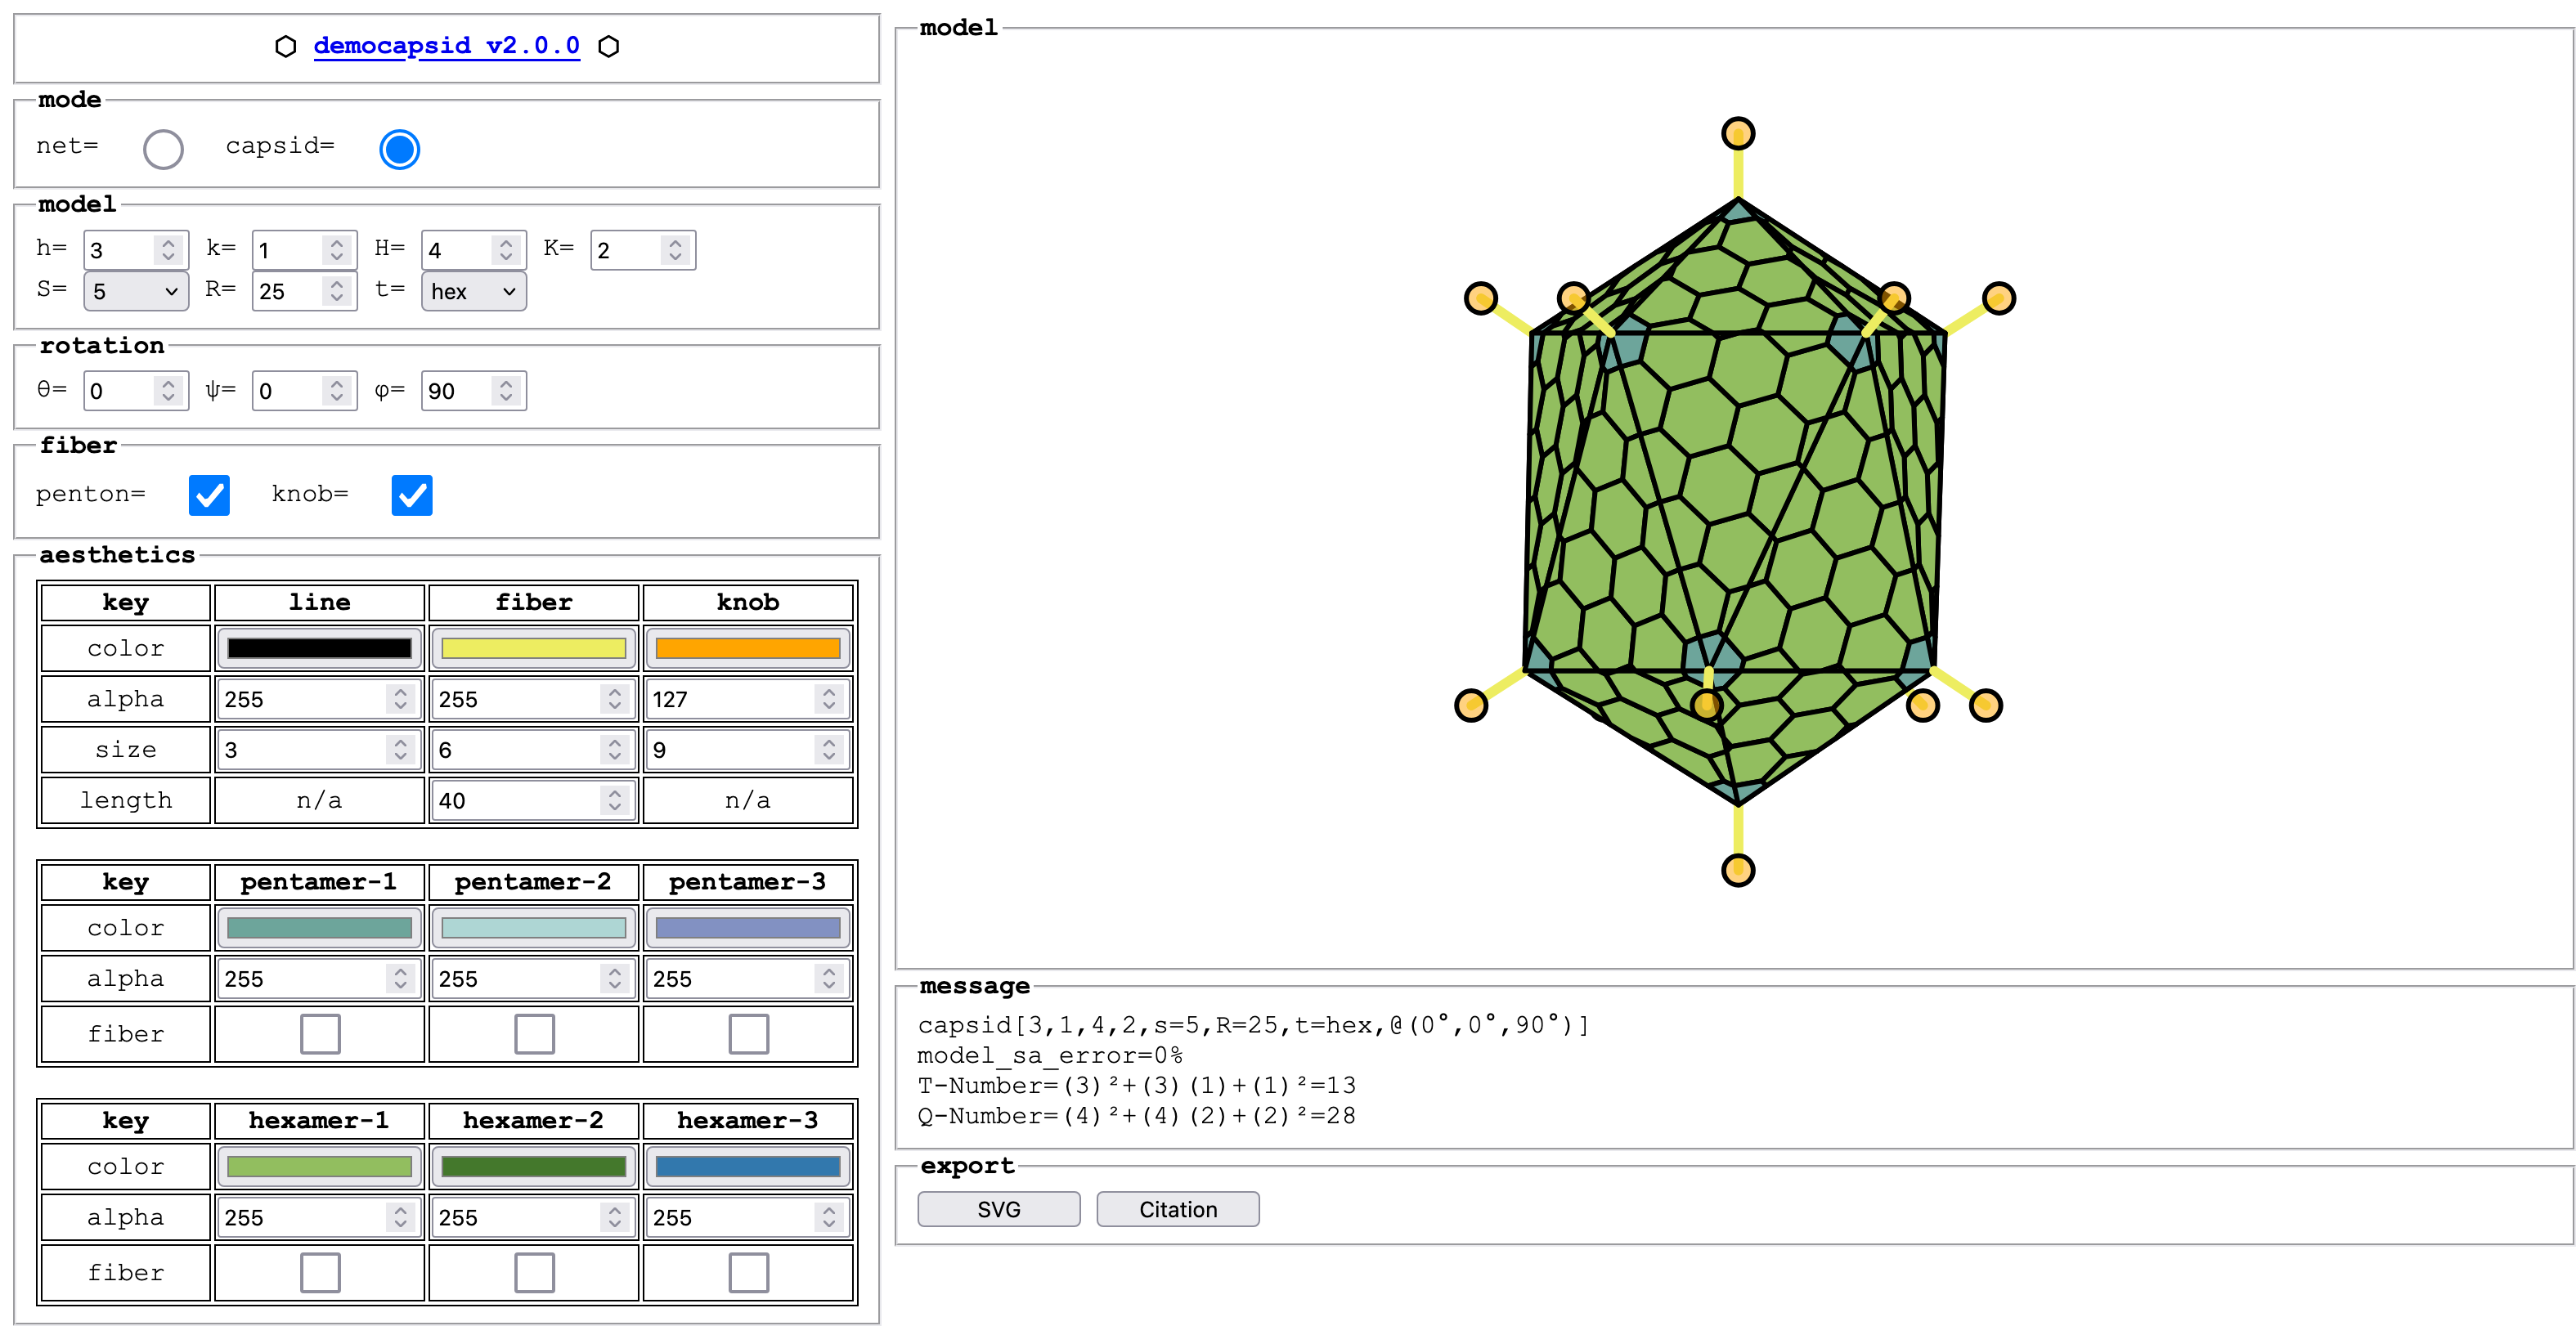 democapsid v2.0.0
mode
net= capsid=
model
h= 3 k= 1 H= 4 K= 2
S= 5 R= 25 t= hex
rotation
θ= 0 ψ= 0 φ= 90
fiber
penton= knob=
aesthetics
key line fiber knob
color
alpha 255 255 127
size 3 6 9
length n/a 40 n/a
key pentamer-1 pentamer-2 pentamer-3
color
alpha 255 255 255
fiber
key hexamer-1 hexamer-2 hexamer-3
color
alpha 255 255 255
fiber
model
message
capsid[3,1,4,2,s=5,R=25,t=hex,@(0°,0°,90°)]
model_sa_error=0%
T-Number=(3)²+(3)(1)+(1)²=13
Q-Number=(4)²+(4)(2)+(2)²=28
export
SVG Citation